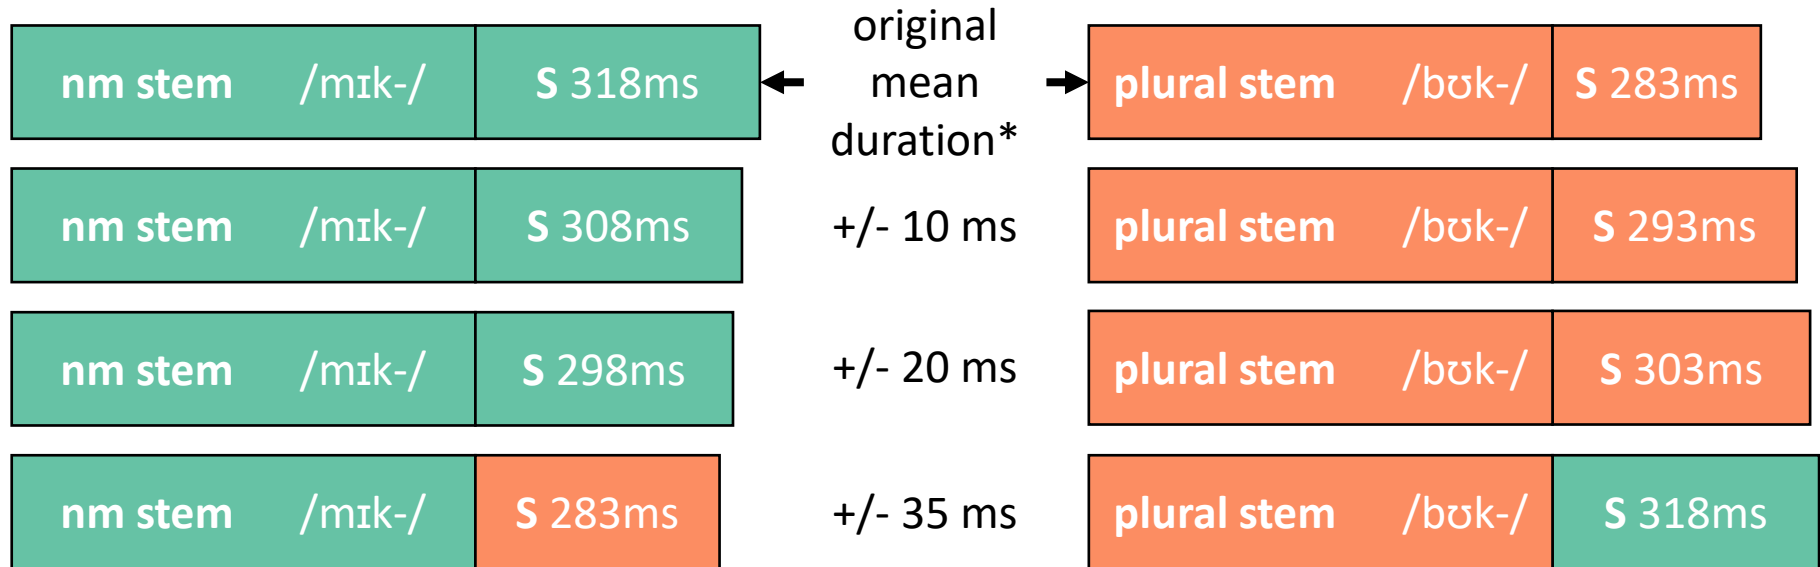 nm stem /mɪk-/ S 318ms
original
mean
duration*
plural stem /bʊk-/ S 283ms
nm stem /mɪk-/ S 308ms
+/- 10 ms
plural stem /bʊk-/ S 293ms
nm stem /mɪk-/ S 298ms
+/- 20 ms
plural stem /bʊk-/ S 303ms
nm stem /mɪk-/ S 283ms
+/- 35 ms
plural stem /bʊk-/ S 318ms